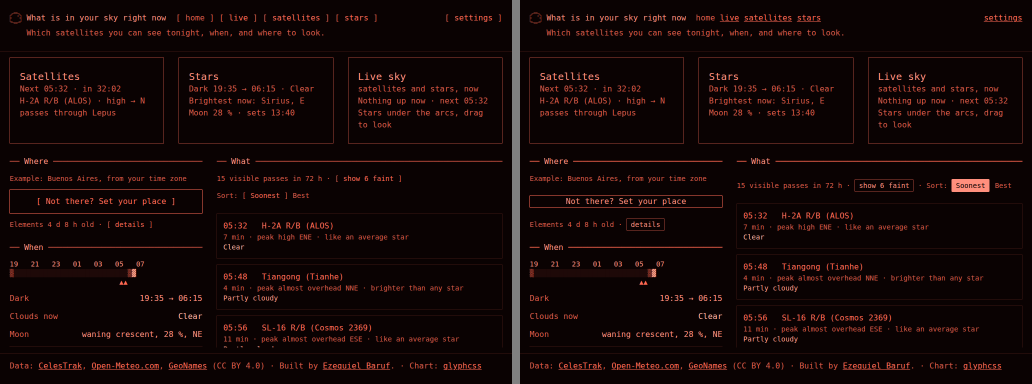 What is in your sky right now [ home ] [ live ] [ satellites ] [ stars ] [ settings ]
Which satellites you can see tonight, when, and where to look.
Satellites
Next 05:32 · in 32:02
H-2A R/B (ALOS) · high → N
passes through Lepus
Stars
Dark 19:35 → 06:15 · Clear
Brightest now: Sirius, E
Moon 28 % · sets 13:40
Live sky
satellites and stars, now
Nothing up now · next 05:32
Stars under the arcs, drag
to look
Where
Example: Buenos Aires, from your time zone
[ Not there? Set your place ]
Elements 4 d 8 h old · [ details ]
When
19 21 23 01 03 05 07
Dark 19:35 → 06:15
Clouds now Clear
Moon waning crescent, 28 %, NE
What
15 visible passes in 72 h · [ show 6 faint ]
Sort: [ Soonest ] Best
05:32 H-2A R/B (ALOS)
7 min · peak high ENE · like an average star
Clear
05:48 Tiangong (Tianhe)
4 min · peak almost overhead NNE · brighter than any star
Partly cloudy
05:56 SL-16 R/B (Cosmos 2369)
11 min · peak almost overhead ESE · like an average star
Data: CelesTrak, Open-Meteo.com, GeoNames (CC BY 4.0) · Built by Ezequiel Baruf. · Chart: glyphcss
What is in your sky right now home live satellites stars settings
Which satellites you can see tonight, when, and where to look.
Satellites
Next 05:32 · in 32:02
H-2A R/B (ALOS) · high → N
passes through Lepus
Stars
Dark 19:35 → 06:15 · Clear
Brightest now: Sirius, E
Moon 28 % · sets 13:40
Live sky
satellites and stars, now
Nothing up now · next 05:32
Stars under the arcs, drag
to look
Where
Example: Buenos Aires, from your time zone
Not there? Set your place
Elements 4 d 8 h old · details
When
19 21 23 01 03 05 07
Dark 19:35 → 06:15
Clouds now Clear
Moon waning crescent, 28 %, NE
What
15 visible passes in 72 h · show 6 faint · Sort: Soonest Best
05:32 H-2A R/B (ALOS)
7 min · peak high ENE · like an average star
Clear
05:48 Tiangong (Tianhe)
4 min · peak almost overhead NNE · brighter than any star
Partly cloudy
05:56 SL-16 R/B (Cosmos 2369)
11 min · peak almost overhead ESE · like an average star
Partly cloudy
Data: CelesTrak, Open-Meteo.com, GeoNames (CC BY 4.0) · Built by Ezequiel Baruf. · Chart: glyphcss